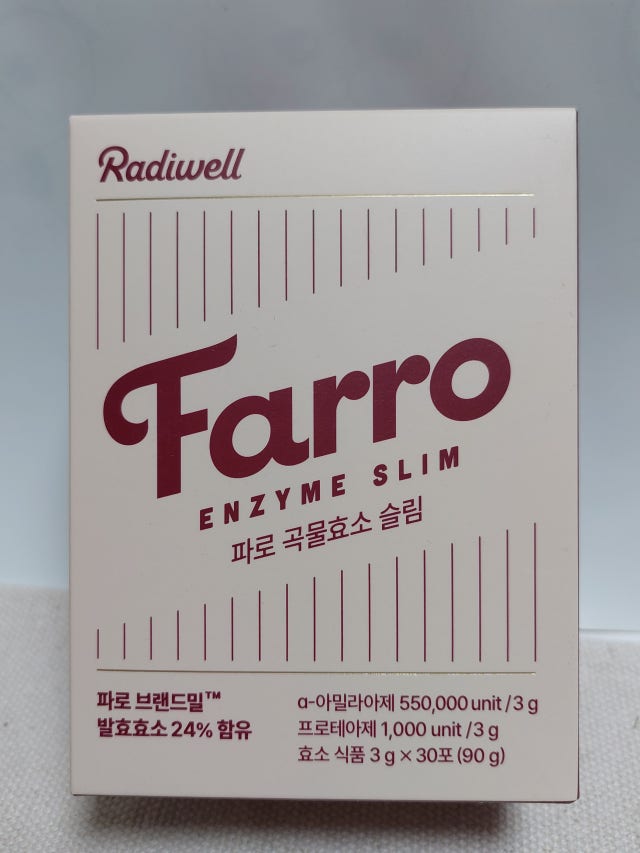 Radiwell
Farro
ENZYME SLIM
파로 곡물효소 슬림
파로 브랜드밀™
발효효소 24% 함유
α-아밀라아제 550,000 unit / 3 g
프로테아제 1,000 unit / 3 g
효소 식품 3 g × 30포 (90 g)